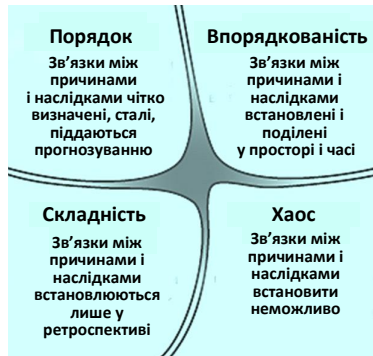 Порядок
Зв’язки між
причинами
і наслідками чітко
визначені, сталі,
піддаються
прогнозуванню
Впорядкованість
Зв’язки між
причинами і
наслідками
встановлені і
поділені
у просторі і часі
Складність
Зв’язки між
причинами і
наслідками
встановлюються
лише у
ретроспективі
Хаос
Зв’язки між
причинами і
наслідками
встановити
неможливо